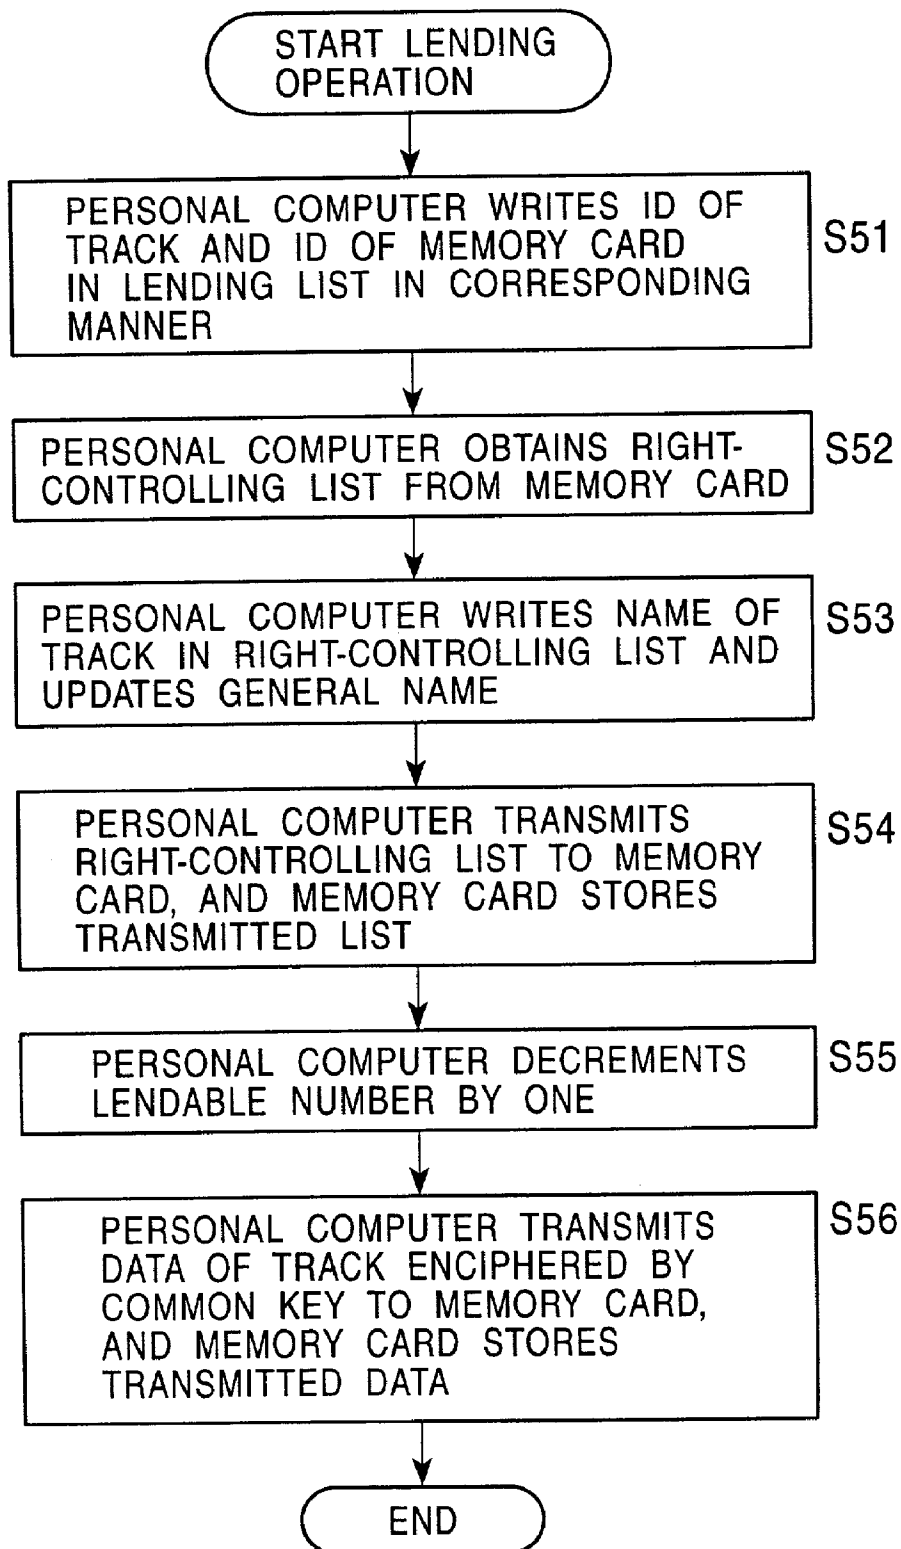 START LENDING
OPERATION
PERSONAL COMPUTER WRITES ID OF
TRACK AND ID OF MEMORY CARD
IN LENDING LIST IN CORRESPONDING
MANNER
S51
PERSONAL COMPUTER OBTAINS RIGHT-
CONTROLLING LIST FROM MEMORY CARD
S52
PERSONAL COMPUTER WRITES NAME OF
TRACK IN RIGHT-CONTROLLING LIST AND
UPDATES GENERAL NAME
S53
PERSONAL COMPUTER TRANSMITS
RIGHT-CONTROLLING LIST TO MEMORY
CARD, AND MEMORY CARD STORES
TRANSMITTED LIST
S54
PERSONAL COMPUTER DECREMENTS
LENDABLE NUMBER BY ONE
S55
PERSONAL COMPUTER TRANSMITS
DATA OF TRACK ENCIPHERED BY
COMMON KEY TO MEMORY CARD,
AND MEMORY CARD STORES
TRANSMITTED DATA
S56
END